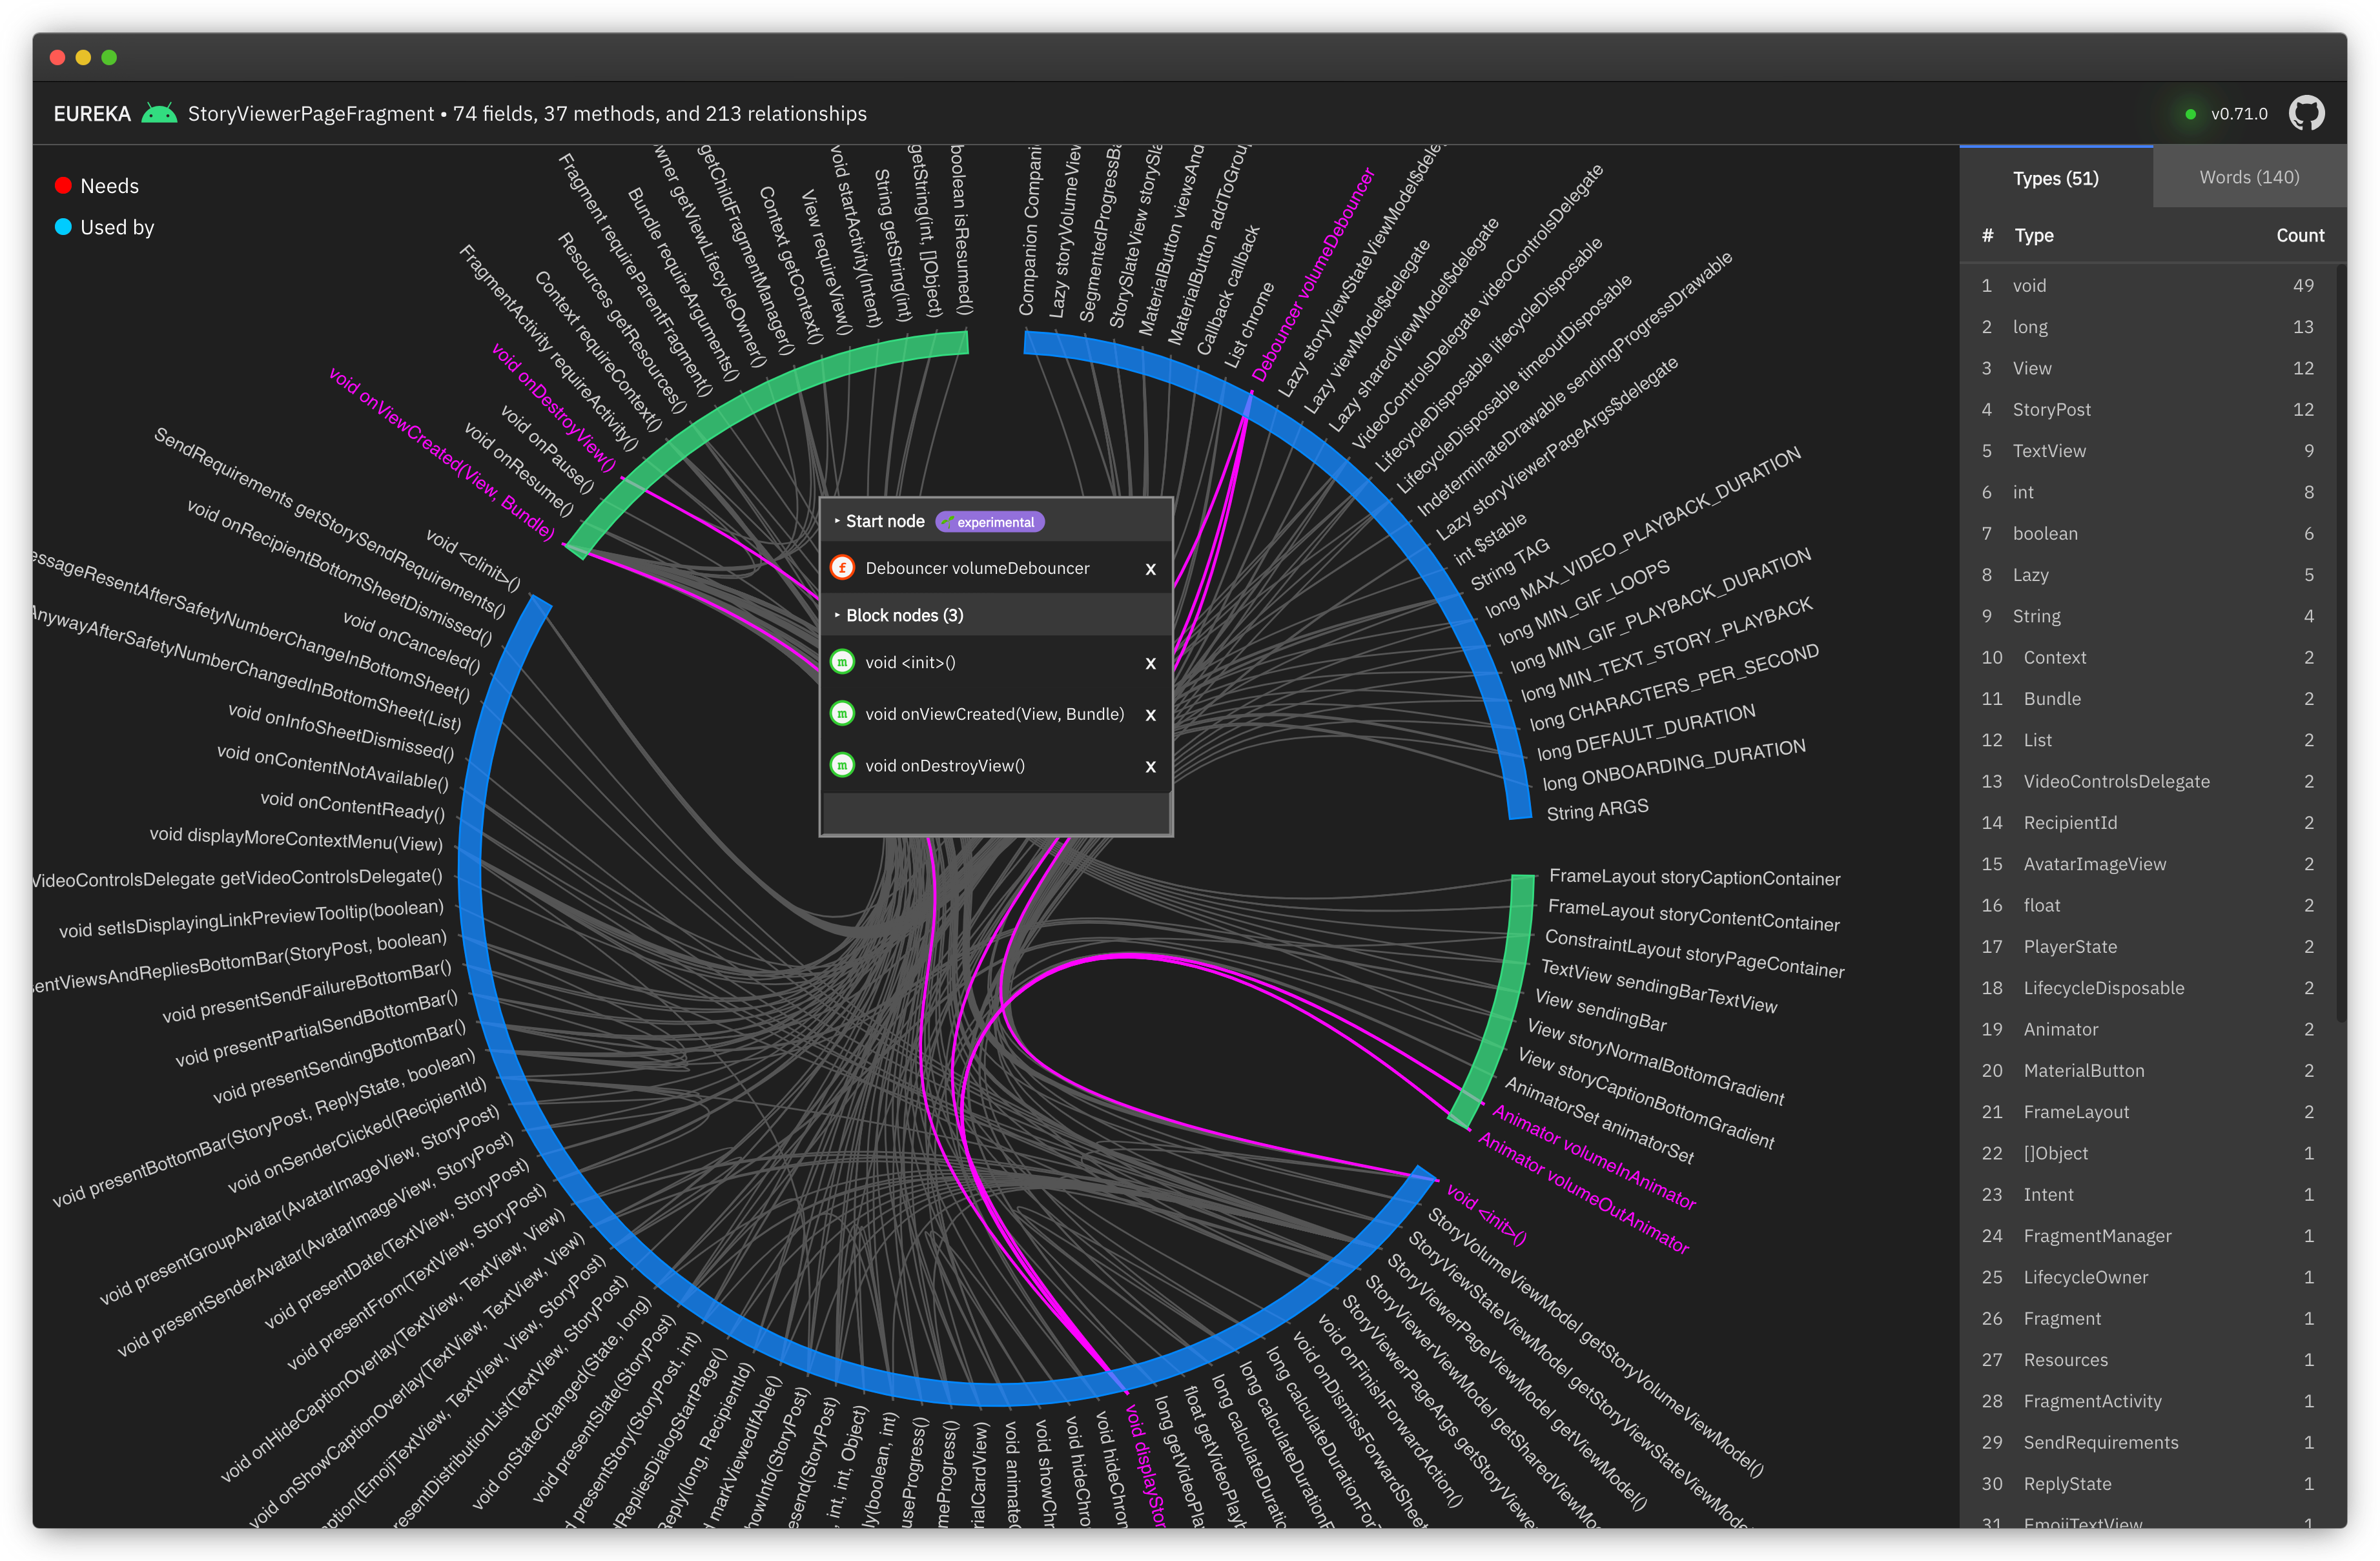 EUREKA StoryViewerPageFragment • 74 fields, 37 methods, and 213 relationships
v0.71.0
Needs
Used by
Fragment requireParentFragment()
Bundle requireArguments()
wner getViewLifecycleOwner()
getChildFragmentManager()
Context getContext()
View requireView()
void startActivity(Intent)
String getString(int)
getString(int, []Object)
boolean isResumed()
Resources getResources()
Context requireContext()
FragmentActivity requireActivity()
void onDestroyView()
void onPause()
void onResume()
void onViewCreated(View, Bundle)
Companion Compani
Lazy storyVolumeView
SegmentedProgressBa
StorySlateView storySla
MaterialButton viewsAnd
MaterialButton addToGroup
Callback callback
List chrome
Debouncer volumeDebouncer
Lazy storyViewStateViewModel$dele
Lazy viewModel$delegate
Lazy sharedViewModel$delegate
VideoControlsDelegate videoControlsDelegate
LifecycleDisposable lifecycleDisposable
LifecycleDisposable timeoutDisposable
IndeterminateDrawable sendingProgressDrawable
Lazy storyViewerPageArgs$delegate
int $stable
String TAG
long MAX_VIDEO_PLAYBACK_DURATION
long MIN_GIF_LOOPS
long MIN_GIF_PLAYBACK_DURATION
long MIN_TEXT_STORY_PLAYBACK
long CHARACTERS_PER_SECOND
long DEFAULT_DURATION
long ONBOARDING_DURATION
String ARGS
FrameLayout storyCaptionContainer
FrameLayout storyContentContainer
ConstraintLayout storyPageContainer
TextView sendingBarTextView
View sendingBar
View storyNormalBottomGradient
View storyCaptionBottomGradient
AnimatorSet animatorSet
Animator volumeInAnimator
Animator volumeOutAnimator
void <init>()
StoryVolumeViewModel getStoryVolumeViewModel()
StoryViewStateViewModel getStoryViewStateViewMode
StoryViewerPageViewModel getViewModel()
StoryViewerViewModel getSharedViewMo
StoryViewerPageArgs getStoryViewe
void onFinishForwardAction()
void onDismissForwardSheet
long calculateDurationForT
long calculateDurationF
long calculateDuratio
float getVideoPlayb
long getVideoPla
void displayStor
void hideChrom
void hideChro
void showChr
void animate(
rialCardView)
meProgress()
useProgress()
ly(boolean, int)
, int, int, Object)
esend(StoryPost)
howInfo(StoryPost)
d markViewedIfAble()
Reply(long, RecipientId)
dRepliesDialogStartPage()
d presentStory(StoryPost, int)
void presentState(StoryPost)
void onStateChanged(State, long)
resentDistributionList(TextView, StoryPost)
ption(EmojiTextView, TextView, View, StoryPost)
void onShowCaptionOverlay(TextView, TextView, View)
void onHideCaptionOverlay(TextView, TextView, View)
void presentFrom(TextView, StoryPost)
void presentDate(TextView, StoryPost)
void presentSenderAvatar(AvatarImageView, StoryPost)
void presentGroupAvatar(AvatarImageView, StoryPost)
void onSenderClicked(RecipientId)
void presentBottomBar(StoryPost, ReplyState, boolean)
void presentSendingBottomBar()
void presentPartialSendBottomBar()
void presentSendFailureBottomBar()
sentViewsAndRepliesBottomBar(StoryPost, boolean)
void setIsDisplayingLinkPreviewTooltip(boolean)
VideoControlsDelegate getVideoControlsDelegate()
void displayMoreContextMenu(View)
void onContentReady()
void onContentNotAvailable()
void onInfoSheetDismissed()
AnywayAfterSafetyNumberChangedInBottomSheet(List)
essageResentAfterSafetyNumberChangeInBottomSheet()
void onCanceled()
void onRecipientBottomSheetDismissed()
SendRequirements getStorySendRequirements()
void <clinit>()
Start node experimental
f Debouncer volumeDebouncer X
Block nodes (3)
m void <init>() X
m void onViewCreated(View, Bundle) X
m void onDestroyView() X
Types (51) Words (140)
# Type Count
1 void 49
2 long 13
3 View 12
4 StoryPost 12
5 TextView 9
6 int 8
7 boolean 6
8 Lazy 5
9 String 4
10 Context 2
11 Bundle 2
12 List 2
13 VideoControlsDelegate 2
14 RecipientId 2
15 AvatarImageView 2
16 float 2
17 PlayerState 2
18 LifecycleDisposable 2
19 Animator 2
20 MaterialButton 2
21 FrameLayout 2
22 []Object 1
23 Intent 1
24 FragmentManager 1
25 LifecycleOwner 1
26 Fragment 1
27 Resources 1
28 FragmentActivity 1
29 SendRequirements 1
30 ReplyState 1
31 EmojiTextView 1